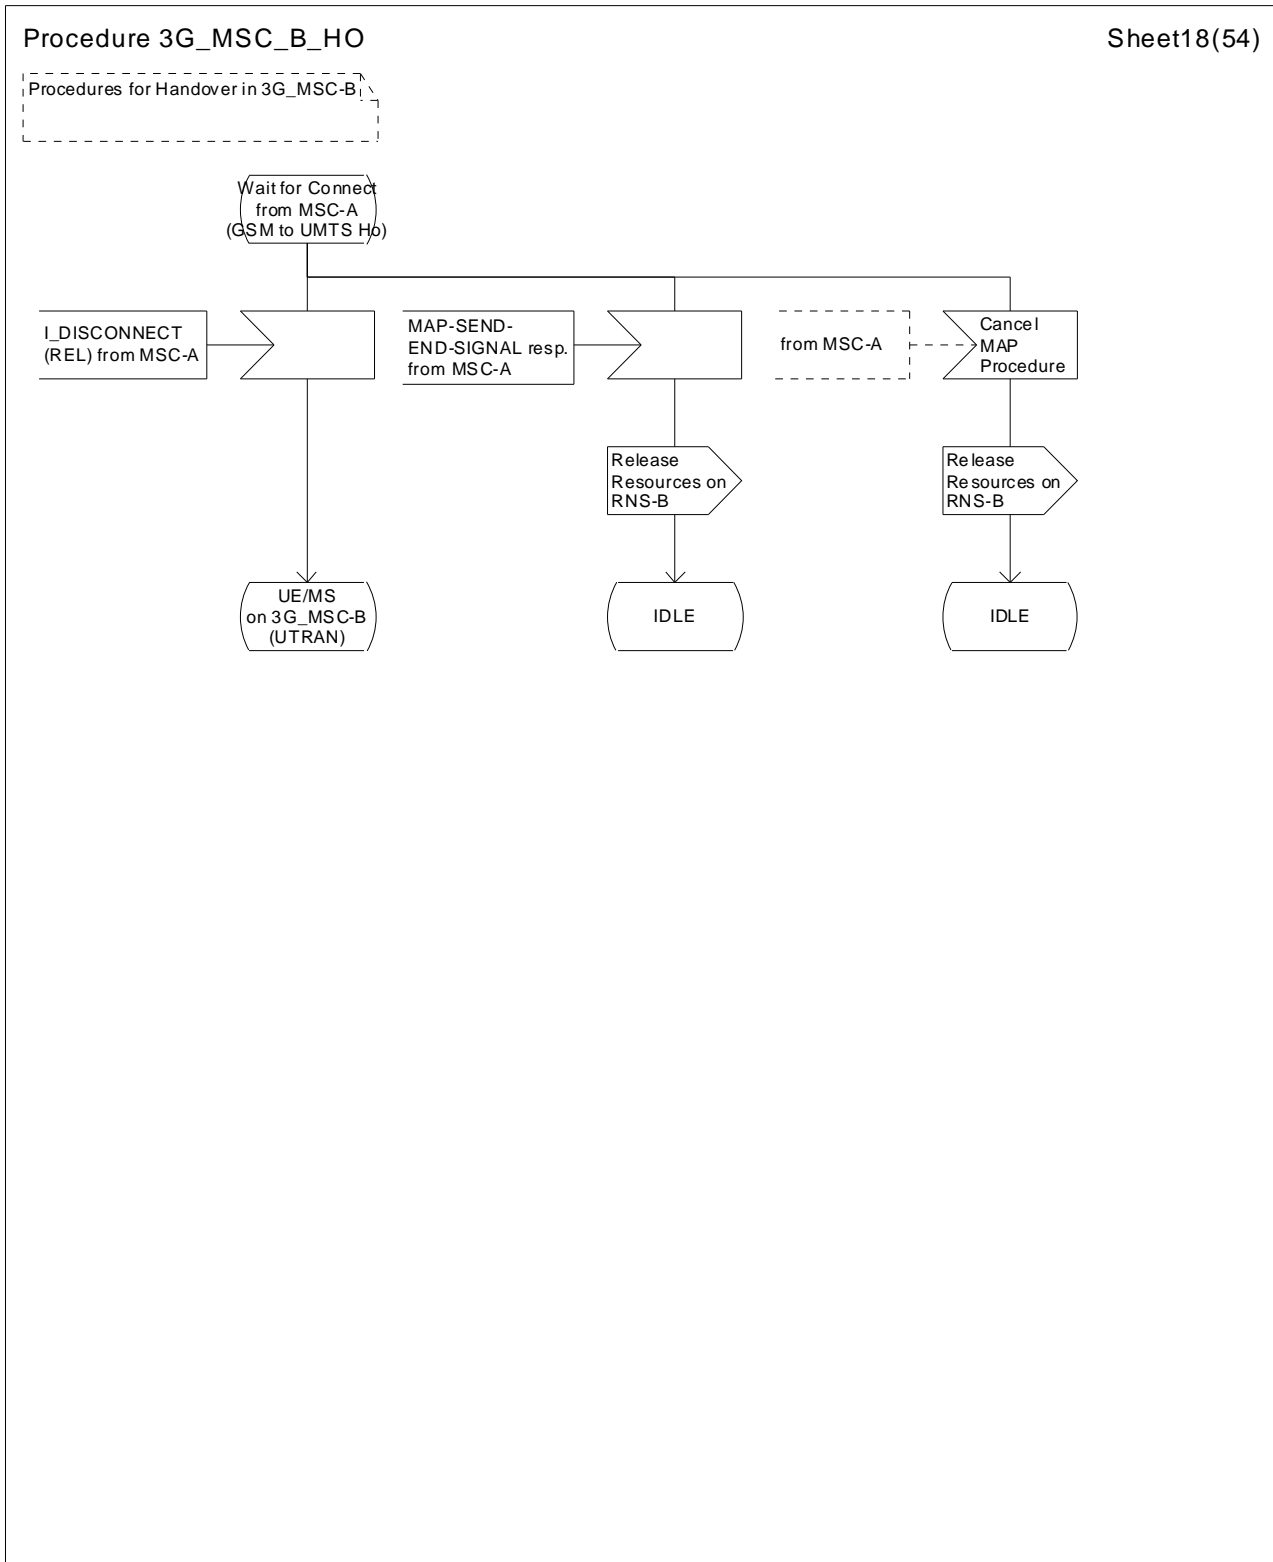 Procedure 3G_MSC_B_HO
Sheet18(54)
Procedures for Handover in 3G_MSC-B
Wait for Connect
from MSC-A
(GSM to UMTS Ho)
I_DISCONNECT
(REL) from MSC-A
MAP-SEND-
END-SIGNAL resp.
from MSC-A
from MSC-A
Cancel
MAP
Procedure
Release
Resources on
RNS-B
Release
Resources on
RNS-B
UE/MS
on 3G_MSC-B
(UTRAN)
IDLE
IDLE